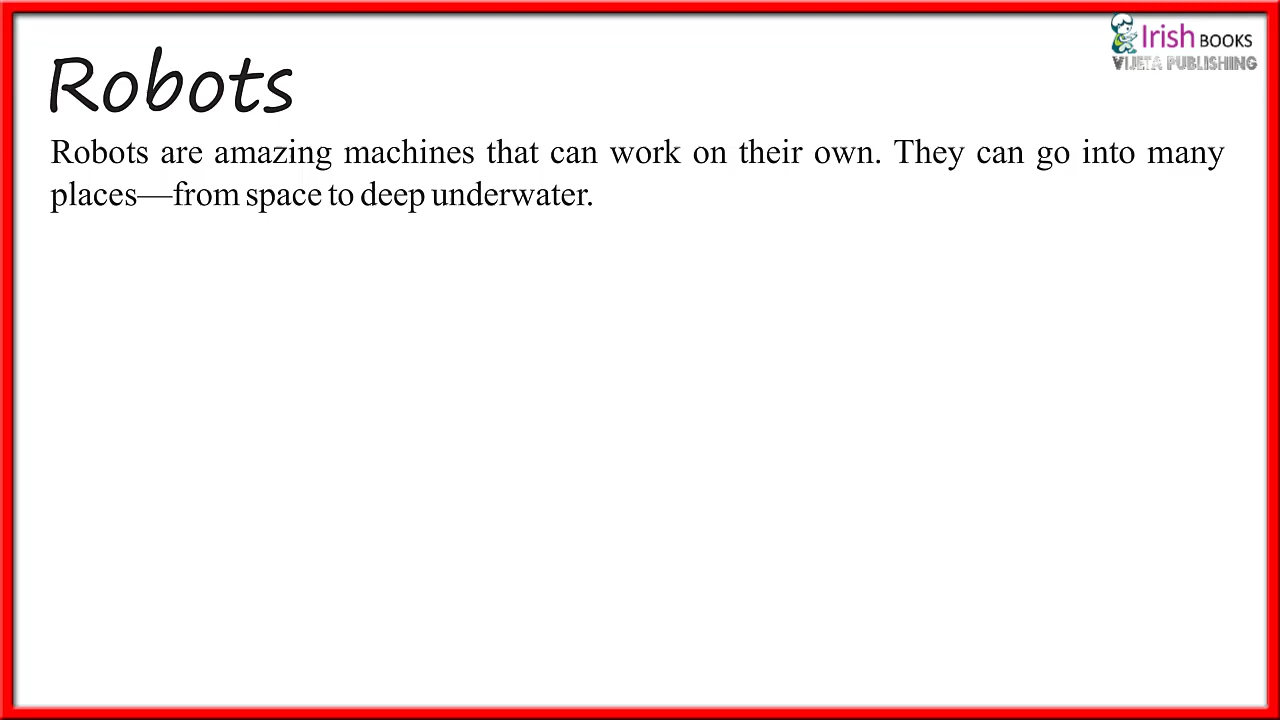 Irish BOOKS
VIJETA PUBLISHING
Robots
Robots are amazing machines that can work on their own. They can go into many
places—from space to deep underwater.